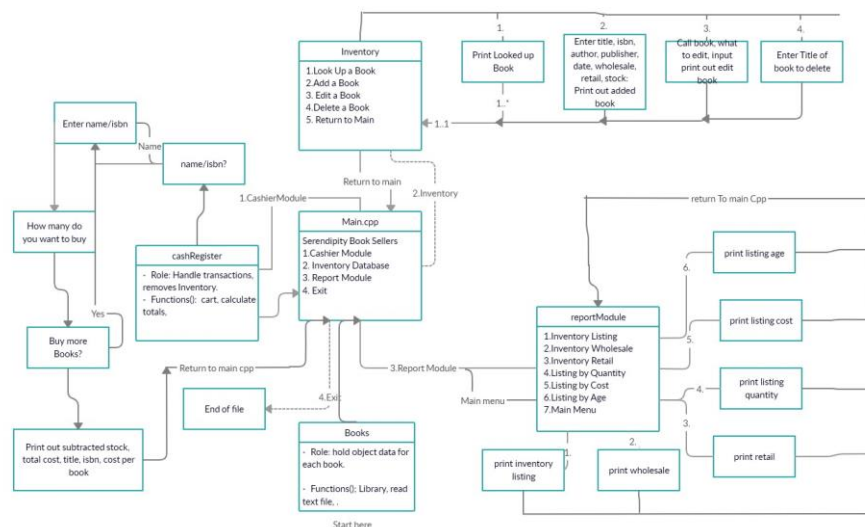 1.
2.
3.
4.
Inventory
1.Look Up a Book
2.Add a Book
3. Edit a Book
4.Delete a Book
5. Return to Main
Print Looked up
Book
Enter title, isbn,
author, publisher,
date, wholesale,
retail, stock:
Print out added
book
Call book, what
to edit, input
print out edit
book
Enter Title of
book to delete
1..*
1..1
Enter name/isbn
Name
name/isbn?
Return to main
2.Inventory
1.CashierModule
return To main Cpp
How many do
you want to buy
cashRegister
- Role: Handle transactions,
removes Inventory.
- Functions(): cart, calculate
totals,
Main.cpp
Serendipity Book Sellers
1.Cashier Module
2. Inventory Database
3. Report Module
4. Exit
6.
print listing age
reportModule
1.Inventory Listing
2.Inventory Wholesale
3.Inventory Retail
4.Listing by Quantity
5.Listing by Cost
6.Listing by Age
7.Main Menu
5.
print listing cost
Yes
Buy more
Books?
Return to main cpp
3.Report Module
Main menu
4.
print listing
quantity
3.
4.Exit
End of file
Print out subtracted stock,
total cost, title, isbn, cost per
book
Books
- Role: hold object data for
each book.
- Functions(); Library, read
text file, .
Start here
1.
print inventory
listing
2.
print wholesale
print retail